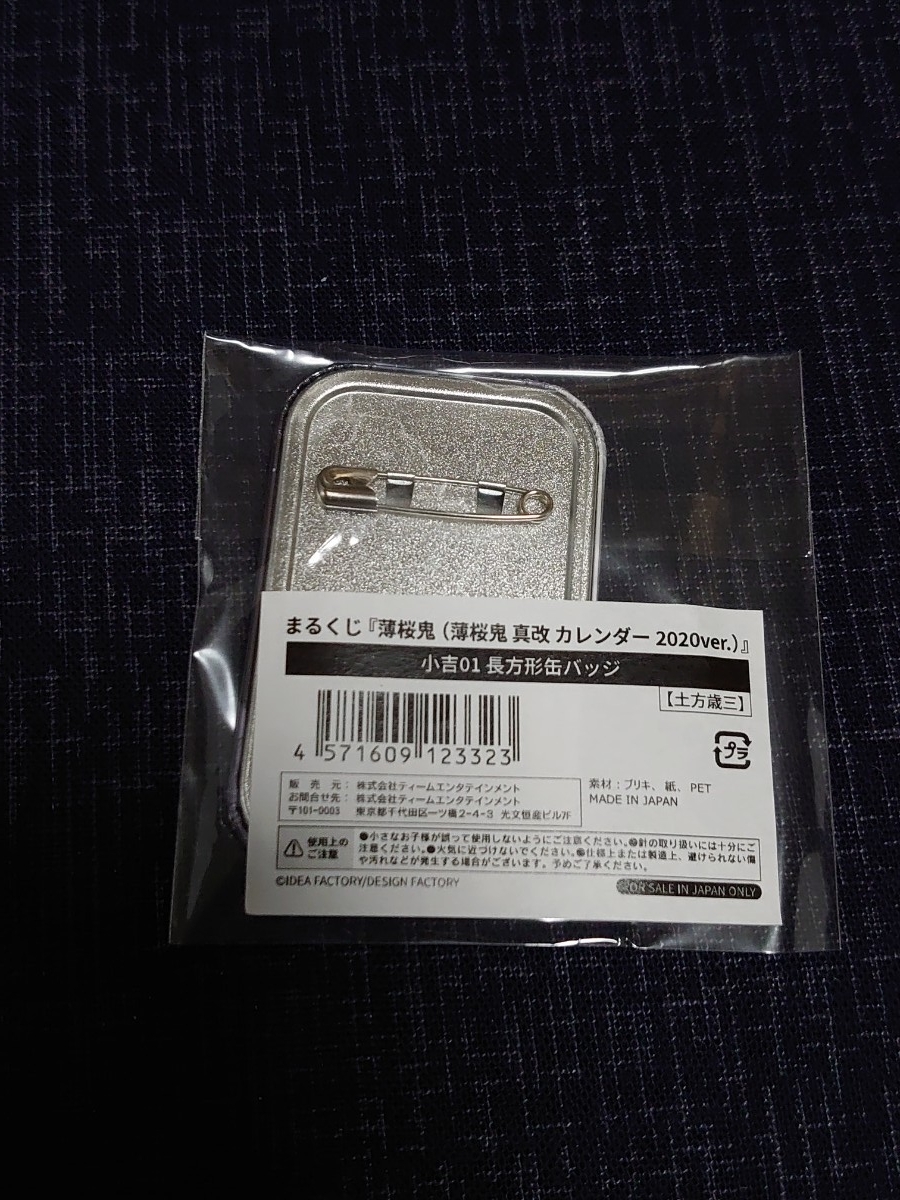 まるくじ『薄桜鬼（薄桜鬼 真改 カレンダー 2020ver.）』
小吉01 長方形缶バッジ
【土方歳三】
4 571609 123323
プラ
販売元： 株式会社ティームエンタテインメント
お問合せ先： 株式会社ティームエンタテインメント
〒101-0003 東京都千代田区一ツ橋2-4-3 光文恒産ビル7F
素材：ブリキ、紙、PET
MADE IN JAPAN
使用上の
ご注意
●小さなお子様が誤って使用しないようにご注意ください。●針の取り扱いには十分にご
注意ください。●火気に近づけないでください。●仕様上または製造上、避けられない傷
や汚れなどが発生する場合がございます。予めご了承ください。
©IDEA FACTORY/DESIGN FACTORY
FOR SALE IN JAPAN ONLY